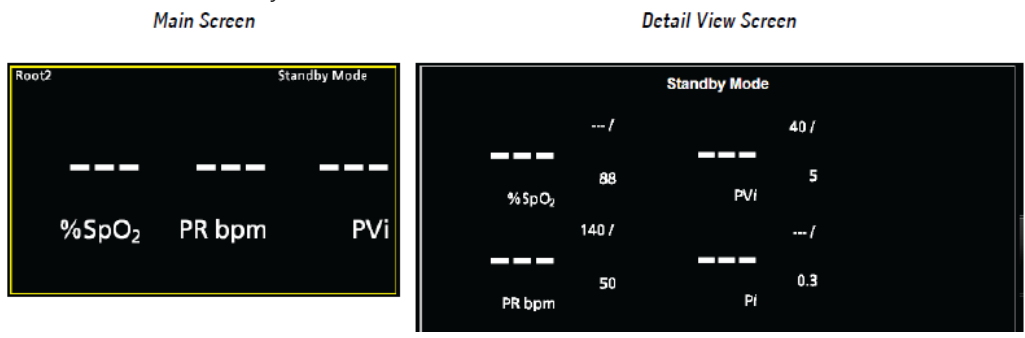 Main Screen
Detail View Screen
Root2 Standby Mode
--- --- ---
%SpO₂ PR bpm PVi
Standby Mode
---/ 40 /
--- ---
88 5
%SpO₂ PVi
140 / ---/
--- ---
50 0.3
PR bpm Pi